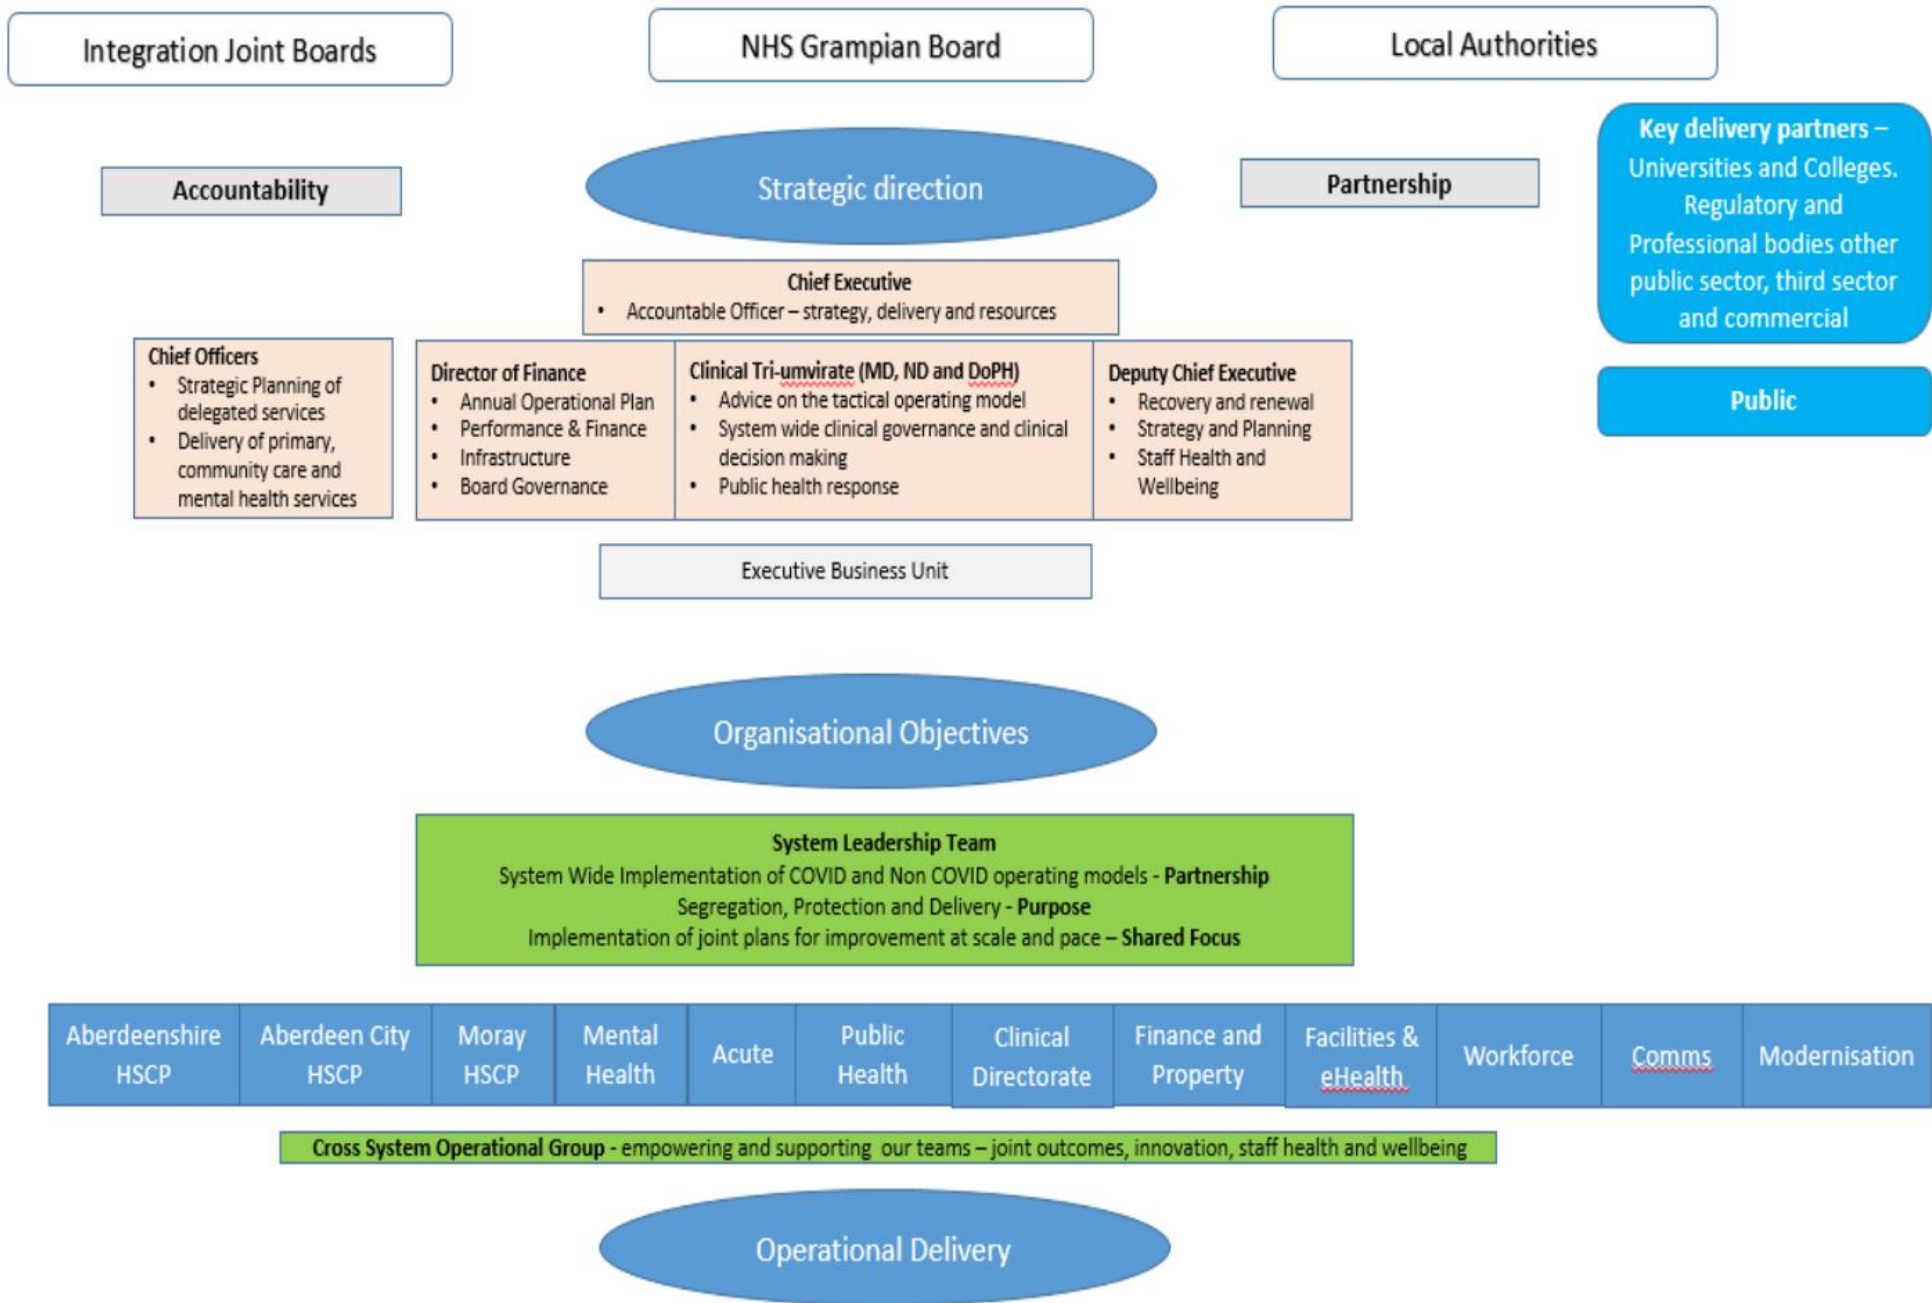 Integration Joint Boards
NHS Grampian Board
Local Authorities
Accountability
Strategic direction
Partnership
Key delivery partners –
Universities and Colleges.
Regulatory and
Professional bodies other
public sector, third sector
and commercial
Public
Chief Executive
• Accountable Officer – strategy, delivery and resources
Chief Officers
• Strategic Planning of
delegated services
• Delivery of primary,
community care and
mental health services
Director of Finance
• Annual Operational Plan
• Performance & Finance
• Infrastructure
• Board Governance
Clinical Tri-umvirate (MD, ND and DoPH)
• Advice on the tactical operating model
• System wide clinical governance and clinical
decision making
• Public health response
Deputy Chief Executive
• Recovery and renewal
• Strategy and Planning
• Staff Health and
Wellbeing
Executive Business Unit
Organisational Objectives
System Leadership Team
System Wide Implementation of COVID and Non COVID operating models - Partnership
Segregation, Protection and Delivery - Purpose
Implementation of joint plans for improvement at scale and pace – Shared Focus
Aberdeenshire
HSCP
Aberdeen City
HSCP
Moray
HSCP
Mental
Health
Acute
Public
Health
Clinical
Directorate
Finance and
Property
Facilities &
eHealth
Workforce
Comms
Modernisation
Cross System Operational Group - empowering and supporting our teams – joint outcomes, innovation, staff health and wellbeing
Operational Delivery